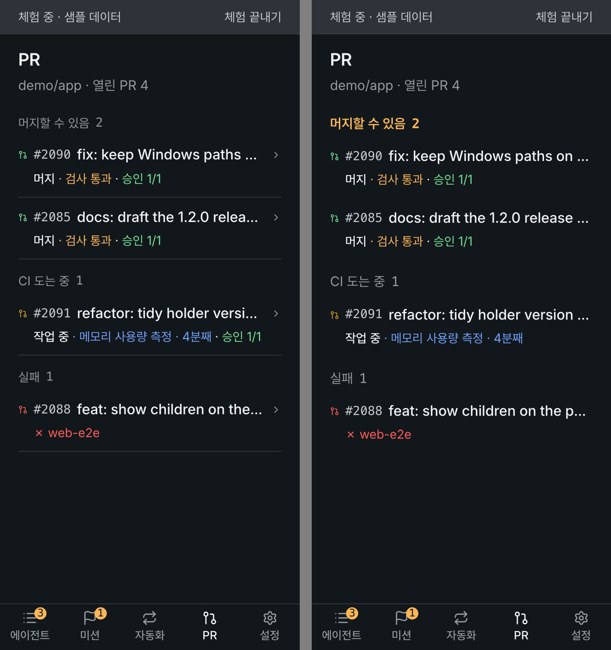 체험 중 · 샘플 데이터 체험 끝내기
PR
demo/app · 열린 PR 4
머지할 수 있음 2
#2090 fix: keep Windows paths ...
머지 · 검사 통과 · 승인 1/1
#2085 docs: draft the 1.2.0 relea...
머지 · 검사 통과 · 승인 1/1
CI 도는 중 1
#2091 refactor: tidy holder versi...
작업 중 · 메모리 사용량 측정 · 4분째 · 승인 1/1
실패 1
#2088 feat: show children on the...
× web-e2e
3 1
에이전트 미션 자동화 PR 설정
체험 중 · 샘플 데이터 체험 끝내기
PR
demo/app · 열린 PR 4
머지할 수 있음 2
#2090 fix: keep Windows paths on ...
머지 · 검사 통과 · 승인 1/1
#2085 docs: draft the 1.2.0 release ...
머지 · 검사 통과 · 승인 1/1
CI 도는 중 1
#2091 refactor: tidy holder version ...
작업 중 · 메모리 사용량 측정 · 4분째
실패 1
#2088 feat: show children on the p...
× web-e2e
3 1
에이전트 미션 자동화 PR 설정